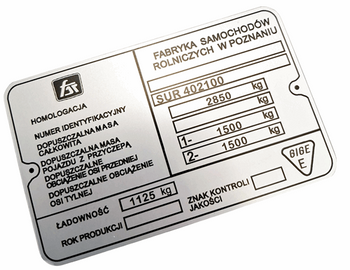 FSR
FABRYKA SAMOCHODÓW
ROLNICZYCH W POZNANIU
HOMOLOGACJA
NUMER IDENTYFIKACYJNY
SUR 402100
DOPUSZCZALNA MASA
CAŁKOWITA
2850 kg
DOPUSZCZALNA MASA
POJAZDU Z PRZYCZEPĄ
kg
DOPUSZCZALNE
OBCIĄŻENIE OSI PRZEDNIEJ
1- 1500 kg
DOPUSZCZALNE OBCIĄŻENIE
OSI TYLNEJ
2- 1500 kg
BIGE
E
ŁADOWNOŚĆ 1125 kg
ZNAK KONTROLI
JAKOŚCI
ROK PRODUKCJI